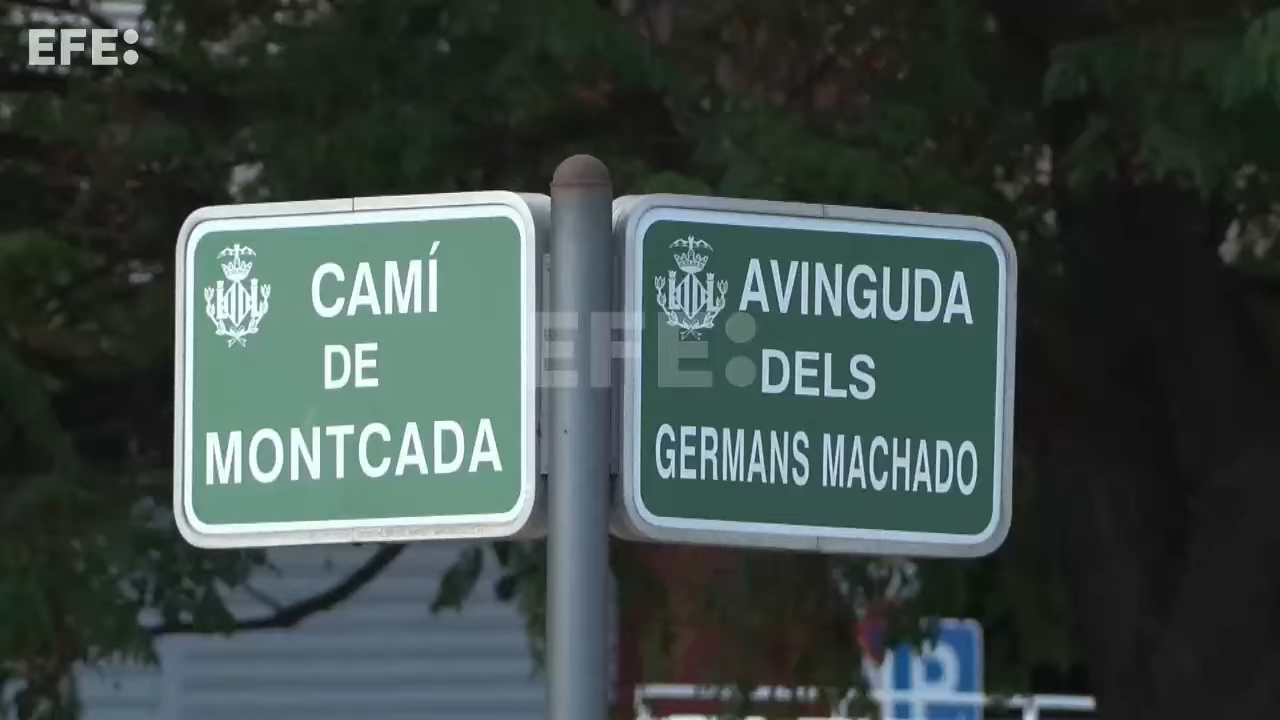 EFE:
CAMÍ
DE
MONTCADA
AVINGUDA
DELS
GERMANS MACHADO
EFE: